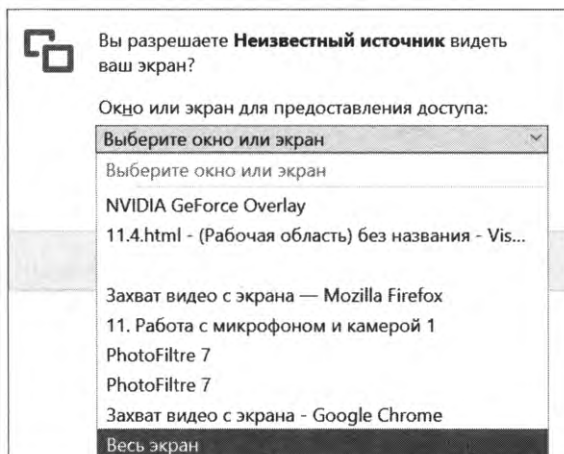 Вы разрешаете Неизвестный источник видеть
ваш экран?
Окно или экран для предоставления доступа:
Выберите окно или экран
Выберите окно или экран
NVIDIA GeForce Overlay
11.4.html - (Рабочая область) без названия - Vis...
Захват видео с экрана — Mozilla Firefox
11. Работа с микрофоном и камерой 1
PhotoFiltre 7
PhotoFiltre 7
Захват видео с экрана - Google Chrome
Весь экран